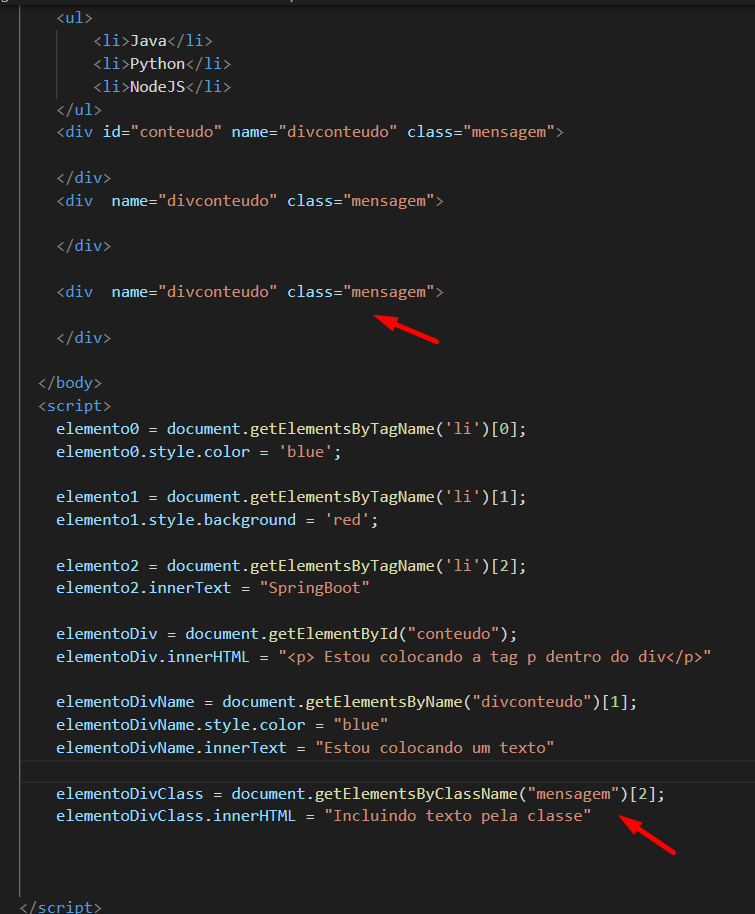 <ul>
<li>Java</li>
<li>Python</li>
<li>NodeJS</li>
</ul>
<div id="conteudo" name="divconteudo" class="mensagem">
</div>
<div  name="divconteudo" class="mensagem">
</div>
<div  name="divconteudo" class="mensagem">
</div>
</body>
<script>
elemento0 = document.getElementsByTagName('li')[0];
elemento0.style.color = 'blue';
elemento1 = document.getElementsByTagName('li')[1];
elemento1.style.background = 'red';
elemento2 = document.getElementsByTagName('li')[2];
elemento2.innerText = "SpringBoot"
elementoDiv = document.getElementById("conteudo");
elementoDiv.innerHTML = "<p> Estou colocando a tag p dentro do div</p>"
elementoDivName = document.getElementsByName("divconteudo")[1];
elementoDivName.style.color = "blue"
elementoDivName.innerText = "Estou colocando um texto"
elementoDivClass = document.getElementsByClassName("mensagem")[2];
elementoDivClass.innerHTML = "Incluindo texto pela classe"
</script>